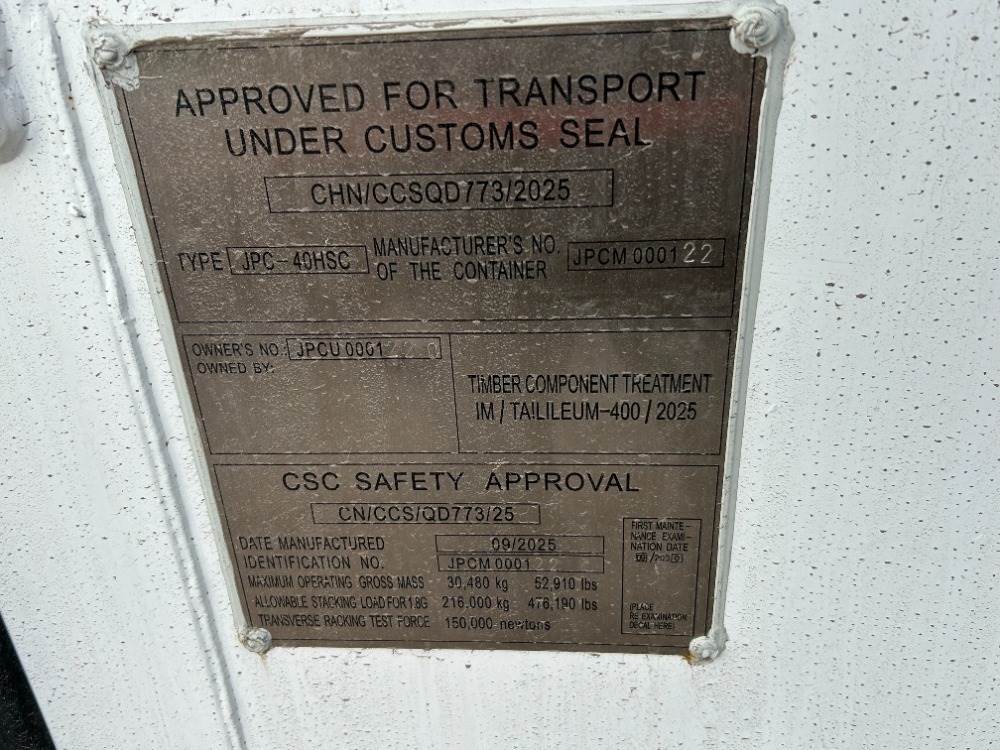 APPROVED FOR TRANSPORT
UNDER CUSTOMS SEAL
CHN/CCSQD773/2025
TYPE JPC-40HSC MANUFACTURER'S NO. OF THE CONTAINER JPCM 000122
OWNER'S NO.: JPCU 0001
OWNED BY:
TIMBER COMPONENT TREATMENT
IM / TAILILEUM-400 / 2025
CSC SAFETY APPROVAL
CN/CCS/QD773/25
DATE MANUFACTURED 09/2025
IDENTIFICATION NO. JPCM 000122
MAXIMUM OPERATING GROSS MASS 30,480 kg 52,910 lbs
ALLOWABLE STACKING LOAD FOR 1.8G 216.000 kg 476,190 lbs
TRANSVERSE RACKING TEST FORCE 150,000 newtons
FIRST MAINTE-
NANCE EXAMI-
NATION DATE
(PLACE
RE EXAMINATION
DECAL HERE)